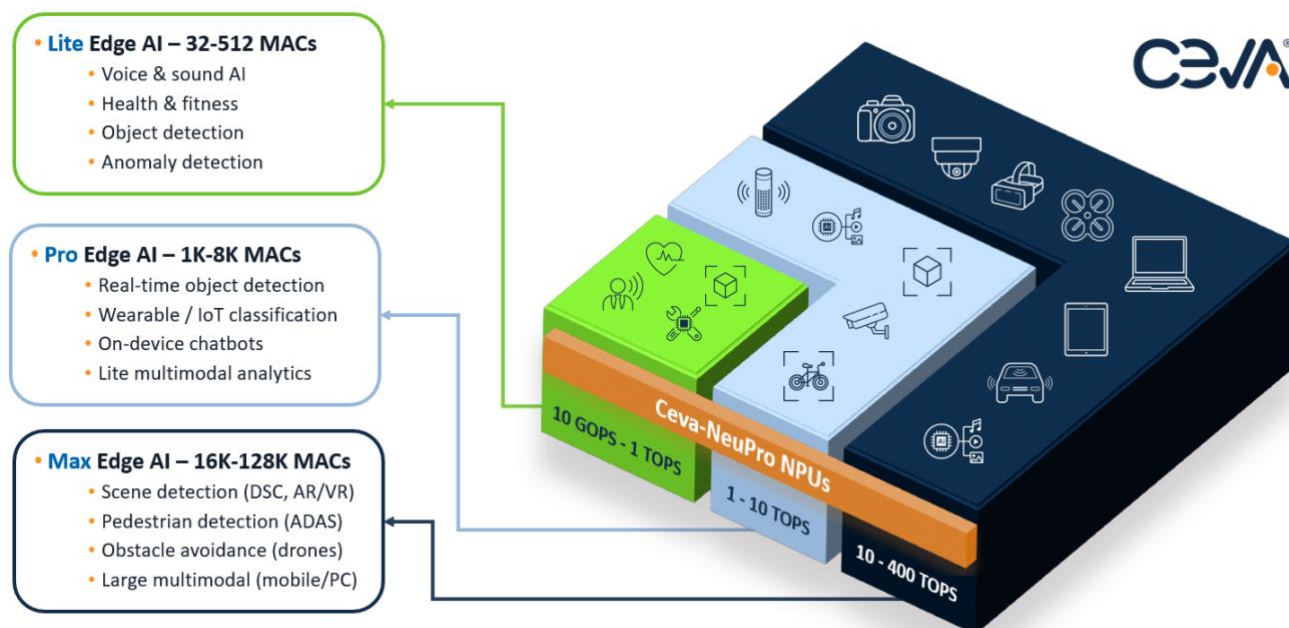 • Lite Edge AI – 32-512 MACs
• Voice & sound AI
• Health & fitness
• Object detection
• Anomaly detection
• Pro Edge AI – 1K-8K MACs
• Real-time object detection
• Wearable / IoT classification
• On-device chatbots
• Lite multimodal analytics
• Max Edge AI – 16K-128K MACs
• Scene detection (DSC, AR/VR)
• Pedestrian detection (ADAS)
• Obstacle avoidance (drones)
• Large multimodal (mobile/PC)
CEVA®
AI
AI
Ceva-NeuPro NPUs
10 GOPS - 1 TOPS
1 - 10 TOPS
10 - 400 TOPS